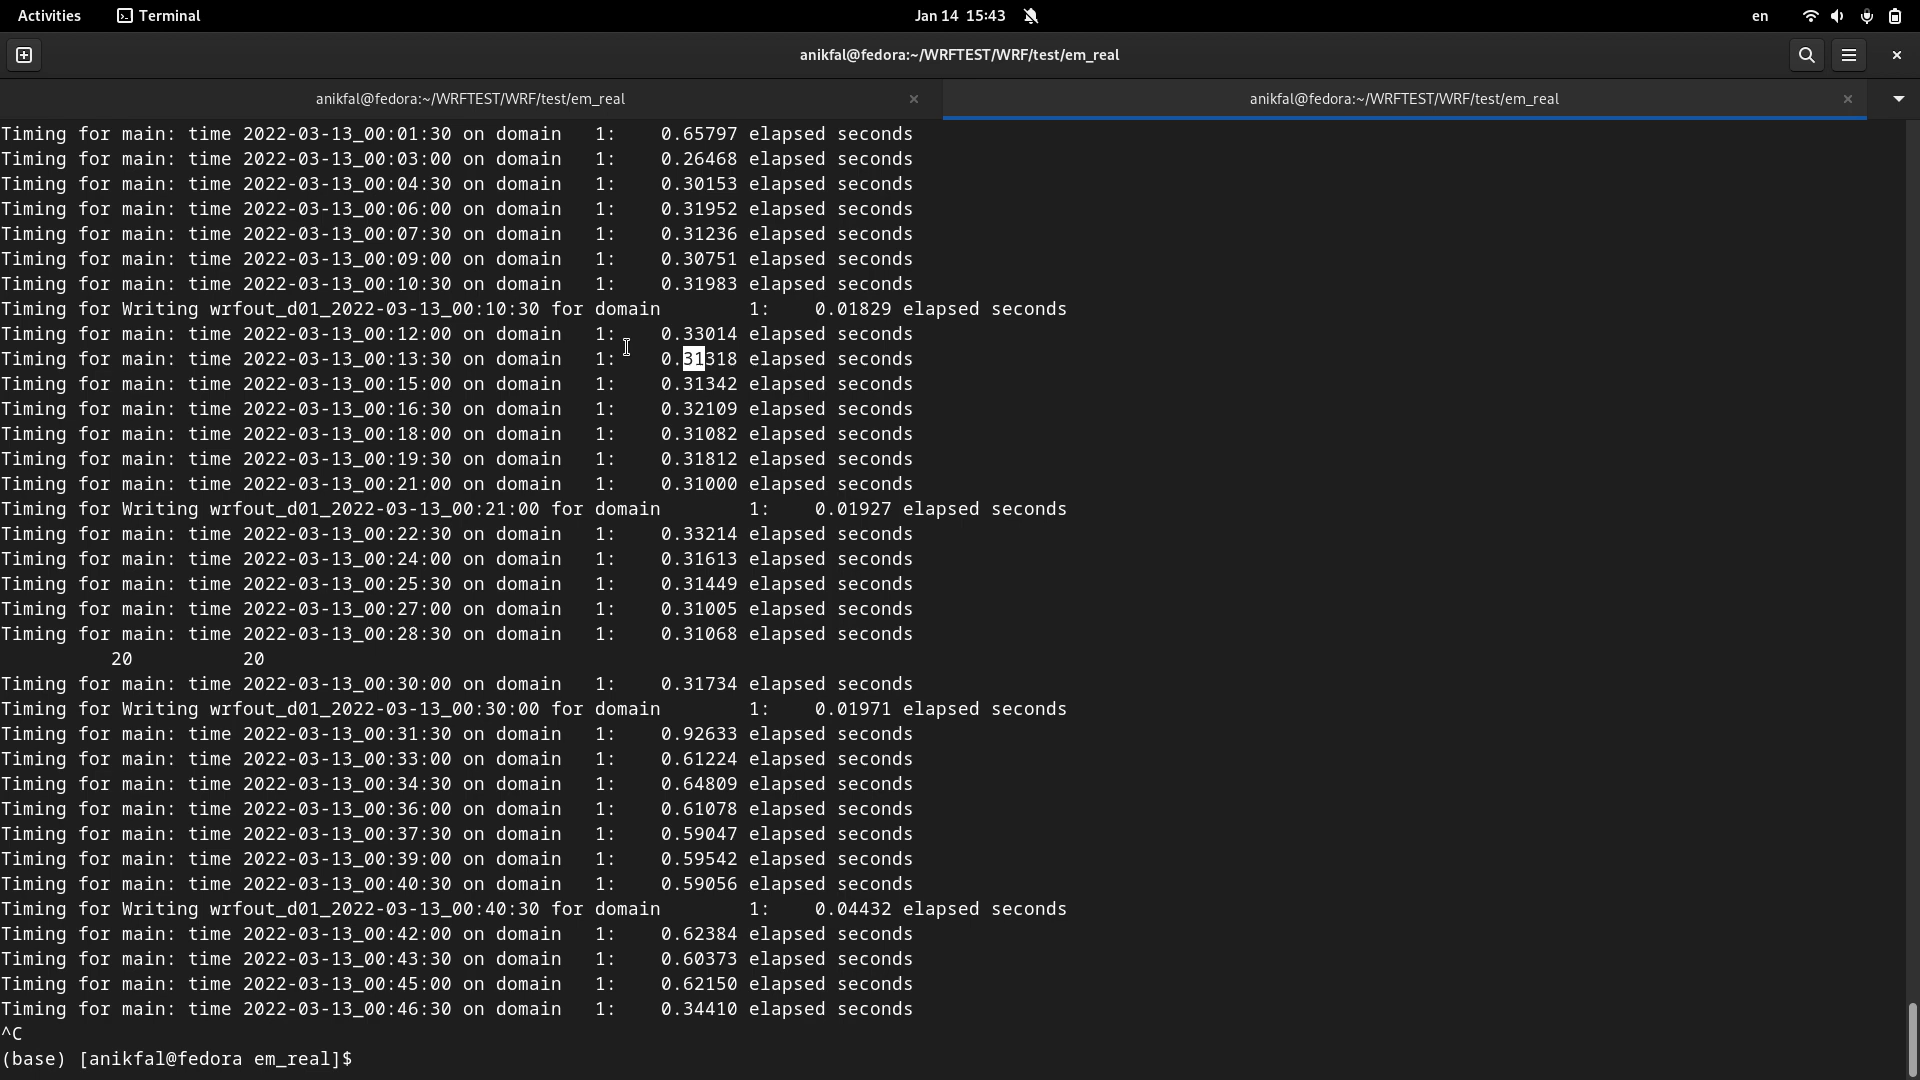 Activities Terminal Jan 14 15:43 en
anikfal@fedora:~/WRFTEST/WRF/test/em_real
anikfal@fedora:~/WRFTEST/WRF/test/em_real anikfal@fedora:~/WRFTEST/WRF/test/em_real
Timing for main: time 2022-03-13_00:01:30 on domain   1:    0.65797 elapsed seconds
Timing for main: time 2022-03-13_00:03:00 on domain   1:    0.26468 elapsed seconds
Timing for main: time 2022-03-13_00:04:30 on domain   1:    0.30153 elapsed seconds
Timing for main: time 2022-03-13_00:06:00 on domain   1:    0.31952 elapsed seconds
Timing for main: time 2022-03-13_00:07:30 on domain   1:    0.31236 elapsed seconds
Timing for main: time 2022-03-13_00:09:00 on domain   1:    0.30751 elapsed seconds
Timing for main: time 2022-03-13_00:10:30 on domain   1:    0.31983 elapsed seconds
Timing for Writing wrfout_d01_2022-03-13_00:10:30 for domain        1:    0.01829 elapsed seconds
Timing for main: time 2022-03-13_00:12:00 on domain   1:    0.33014 elapsed seconds
Timing for main: time 2022-03-13_00:13:30 on domain   1:    0.31318 elapsed seconds
Timing for main: time 2022-03-13_00:15:00 on domain   1:    0.31342 elapsed seconds
Timing for main: time 2022-03-13_00:16:30 on domain   1:    0.32109 elapsed seconds
Timing for main: time 2022-03-13_00:18:00 on domain   1:    0.31082 elapsed seconds
Timing for main: time 2022-03-13_00:19:30 on domain   1:    0.31812 elapsed seconds
Timing for main: time 2022-03-13_00:21:00 on domain   1:    0.31000 elapsed seconds
Timing for Writing wrfout_d01_2022-03-13_00:21:00 for domain        1:    0.01927 elapsed seconds
Timing for main: time 2022-03-13_00:22:30 on domain   1:    0.33214 elapsed seconds
Timing for main: time 2022-03-13_00:24:00 on domain   1:    0.31613 elapsed seconds
Timing for main: time 2022-03-13_00:25:30 on domain   1:    0.31449 elapsed seconds
Timing for main: time 2022-03-13_00:27:00 on domain   1:    0.31005 elapsed seconds
Timing for main: time 2022-03-13_00:28:30 on domain   1:    0.31068 elapsed seconds
          20          20
Timing for main: time 2022-03-13_00:30:00 on domain   1:    0.31734 elapsed seconds
Timing for Writing wrfout_d01_2022-03-13_00:30:00 for domain        1:    0.01971 elapsed seconds
Timing for main: time 2022-03-13_00:31:30 on domain   1:    0.92633 elapsed seconds
Timing for main: time 2022-03-13_00:33:00 on domain   1:    0.61224 elapsed seconds
Timing for main: time 2022-03-13_00:34:30 on domain   1:    0.64809 elapsed seconds
Timing for main: time 2022-03-13_00:36:00 on domain   1:    0.61078 elapsed seconds
Timing for main: time 2022-03-13_00:37:30 on domain   1:    0.59047 elapsed seconds
Timing for main: time 2022-03-13_00:39:00 on domain   1:    0.59542 elapsed seconds
Timing for main: time 2022-03-13_00:40:30 on domain   1:    0.59056 elapsed seconds
Timing for Writing wrfout_d01_2022-03-13_00:40:30 for domain        1:    0.04432 elapsed seconds
Timing for main: time 2022-03-13_00:42:00 on domain   1:    0.62384 elapsed seconds
Timing for main: time 2022-03-13_00:43:30 on domain   1:    0.60373 elapsed seconds
Timing for main: time 2022-03-13_00:45:00 on domain   1:    0.62150 elapsed seconds
Timing for main: time 2022-03-13_00:46:30 on domain   1:    0.34410 elapsed seconds
^C
(base) [anikfal@fedora em_real]$